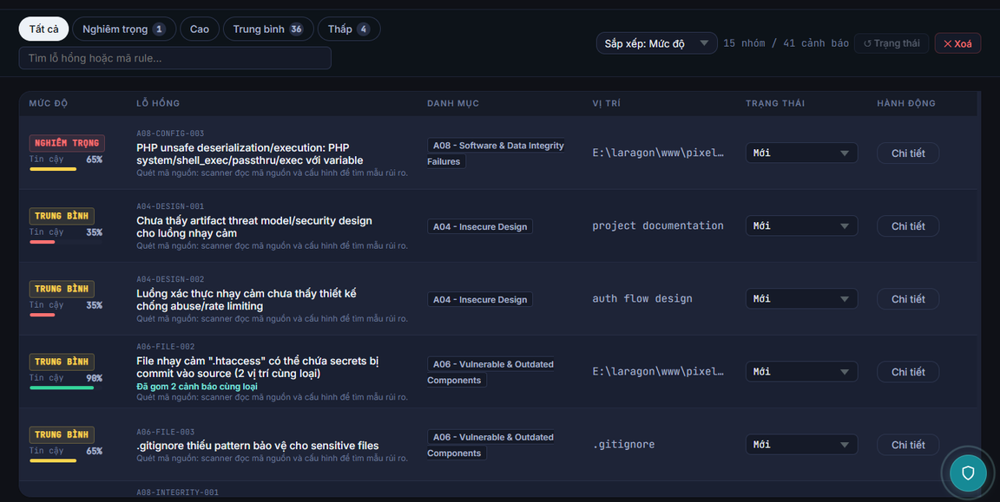 Tất cả
Nghiêm trọng 1
Cao
Trung bình 36
Thấp 4
Tìm lỗ hổng hoặc mã rule...
Sắp xếp: Mức độ
15 nhóm / 41 cảnh báo
↺ Trạng thái
✕ Xoá
MỨC ĐỘ LỖ HỔNG DANH MỤC VỊ TRÍ TRẠNG THÁI HÀNH ĐỘNG
NGHIÊM TRỌNG
Tin cậy 65%
A08-CONFIG-003
PHP unsafe deserialization/execution: PHP
system/shell_exec/passthru/exec với variable
Quét mã nguồn: scanner đọc mã nguồn và cấu hình để tìm mẫu rủi ro.
A08 - Software & Data Integrity
Failures
E:\laragon\www\pixel…
Mới
Chi tiết
TRUNG BÌNH
Tin cậy 35%
A04-DESIGN-001
Chưa thấy artifact threat model/security design
cho luồng nhạy cảm
Quét mã nguồn: scanner đọc mã nguồn và cấu hình để tìm mẫu rủi ro.
A04 - Insecure Design
project documentation
Mới
Chi tiết
TRUNG BÌNH
Tin cậy 35%
A04-DESIGN-002
Luồng xác thực nhạy cảm chưa thấy thiết kế
chống abuse/rate limiting
Quét mã nguồn: scanner đọc mã nguồn và cấu hình để tìm mẫu rủi ro.
A04 - Insecure Design
auth flow design
Mới
Chi tiết
TRUNG BÌNH
Tin cậy 90%
A06-FILE-002
File nhạy cảm ".htaccess" có thể chứa secrets bị
commit vào source (2 vị trí cùng loại)
Đã gom 2 cảnh báo cùng loại
Quét mã nguồn: scanner đọc mã nguồn và cấu hình để tìm mẫu rủi ro.
A06 - Vulnerable & Outdated
Components
E:\laragon\www\pixel…
Mới
Chi tiết
TRUNG BÌNH
Tin cậy 65%
A06-FILE-003
.gitignore thiếu pattern bảo vệ cho sensitive files
Quét mã nguồn: scanner đọc mã nguồn và cấu hình để tìm mẫu rủi ro.
A06 - Vulnerable & Outdated
Components
.gitignore
Mới
Chi tiết
A08-INTEGRITY-001